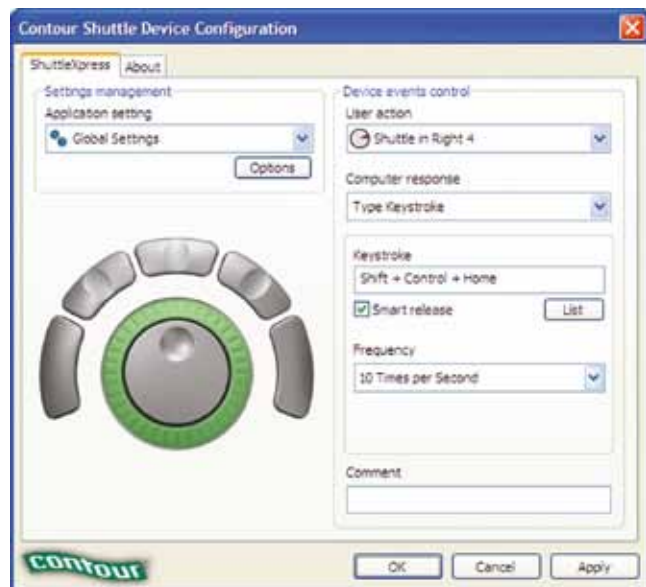 Contour Shuttle Device Configuration
ShuttleXpress About
Settings management
Application setting
Global Settings
Options
Device events control
User action
Shuttle in Right 4
Computer response
Type Keystroke
Keystroke
Shift + Control + Home
Smart release
List
Frequency
10 Times per Second
Comment
contour
OK Cancel Apply